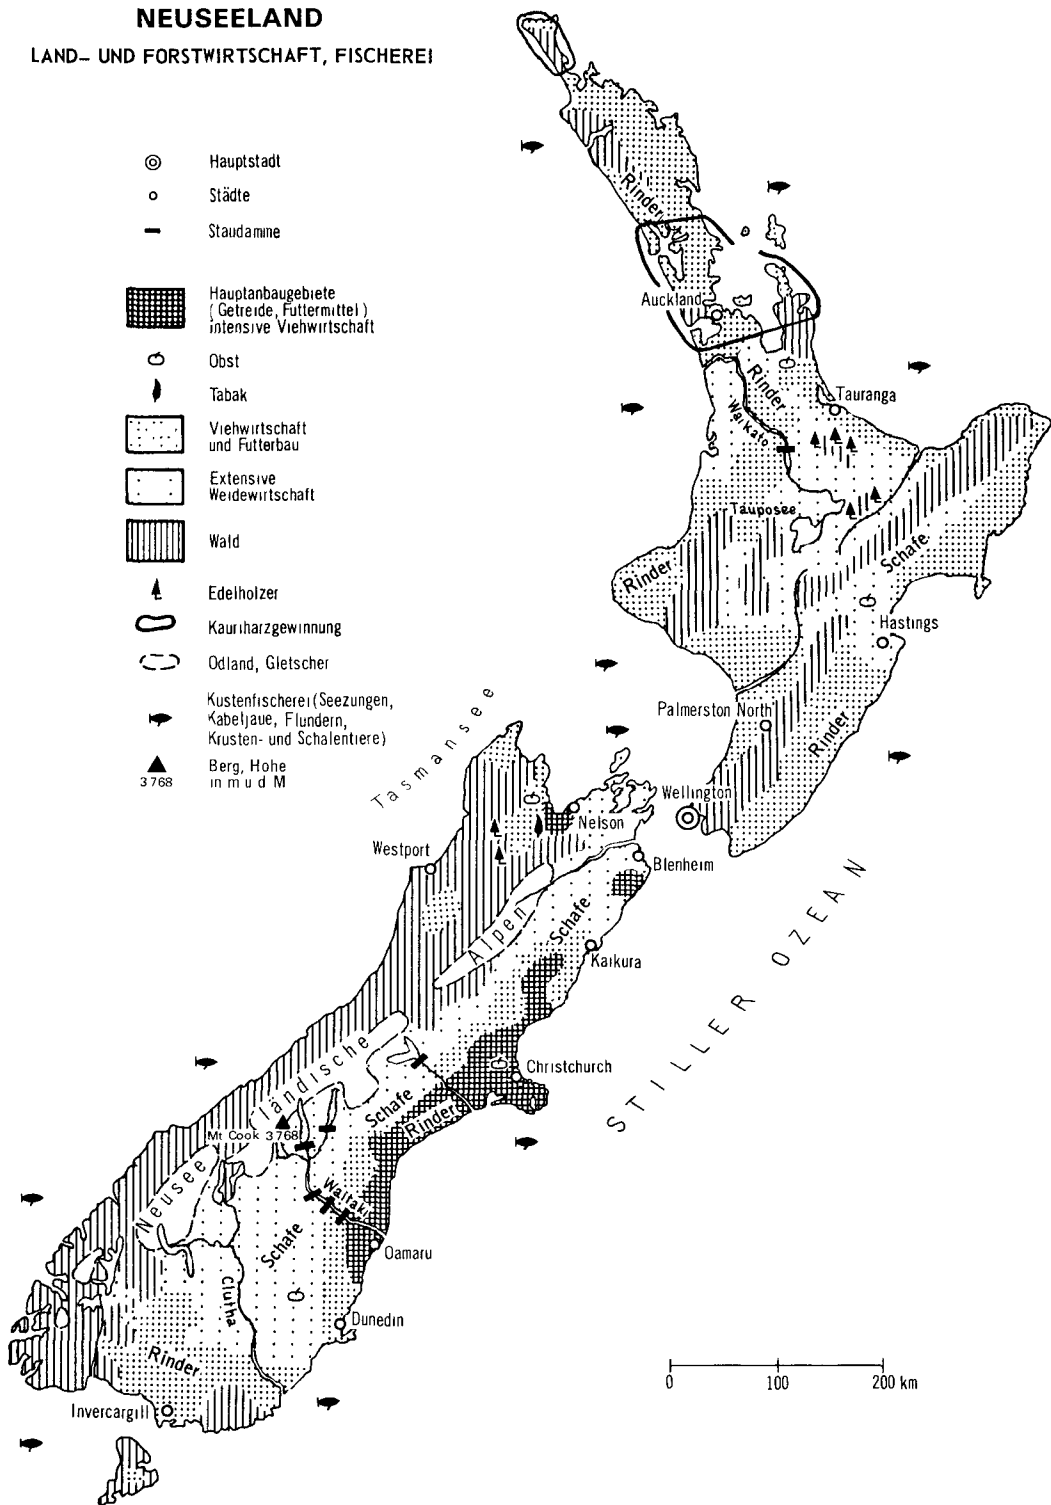 NEUSEELAND
LAND- UND FORSTWIRTSCHAFT, FISCHEREI
Hauptstadt
Städte
Staudamme
Hauptanbaugebiete
(Getreide, Futtermittel)
intensive Viehwirtschaft
Obst
Tabak
Viehwirtschaft
und Futterbau
Extensive
Weidewirtschaft
Wald
Edelholzer
Kauriharzgewinnung
Odland, Gletscher
Kustenfischerei (Seezungen,
Kabeljaue, Flundern,
Krusten- und Schalentiere)
Berg, Hohe
in m u d M
3768
Rinder
Auckland
Rinder
Tauranga
Waikato
Tauposee
Schafe
Rinder
Hastings
Palmerston North
Rinder
Tasmansee
Wellington
Nelson
Westport
Blenheim
Alpen
Schafe
Kaikura
STILLER OZEAN
Christchurch
ländische
Schafe
Rinder
Mt Cook 3768
Neusee
Waitaki
Schafe
Oamaru
Clutha
Dunedin
Rinder
Invercargill
0 100 200 km